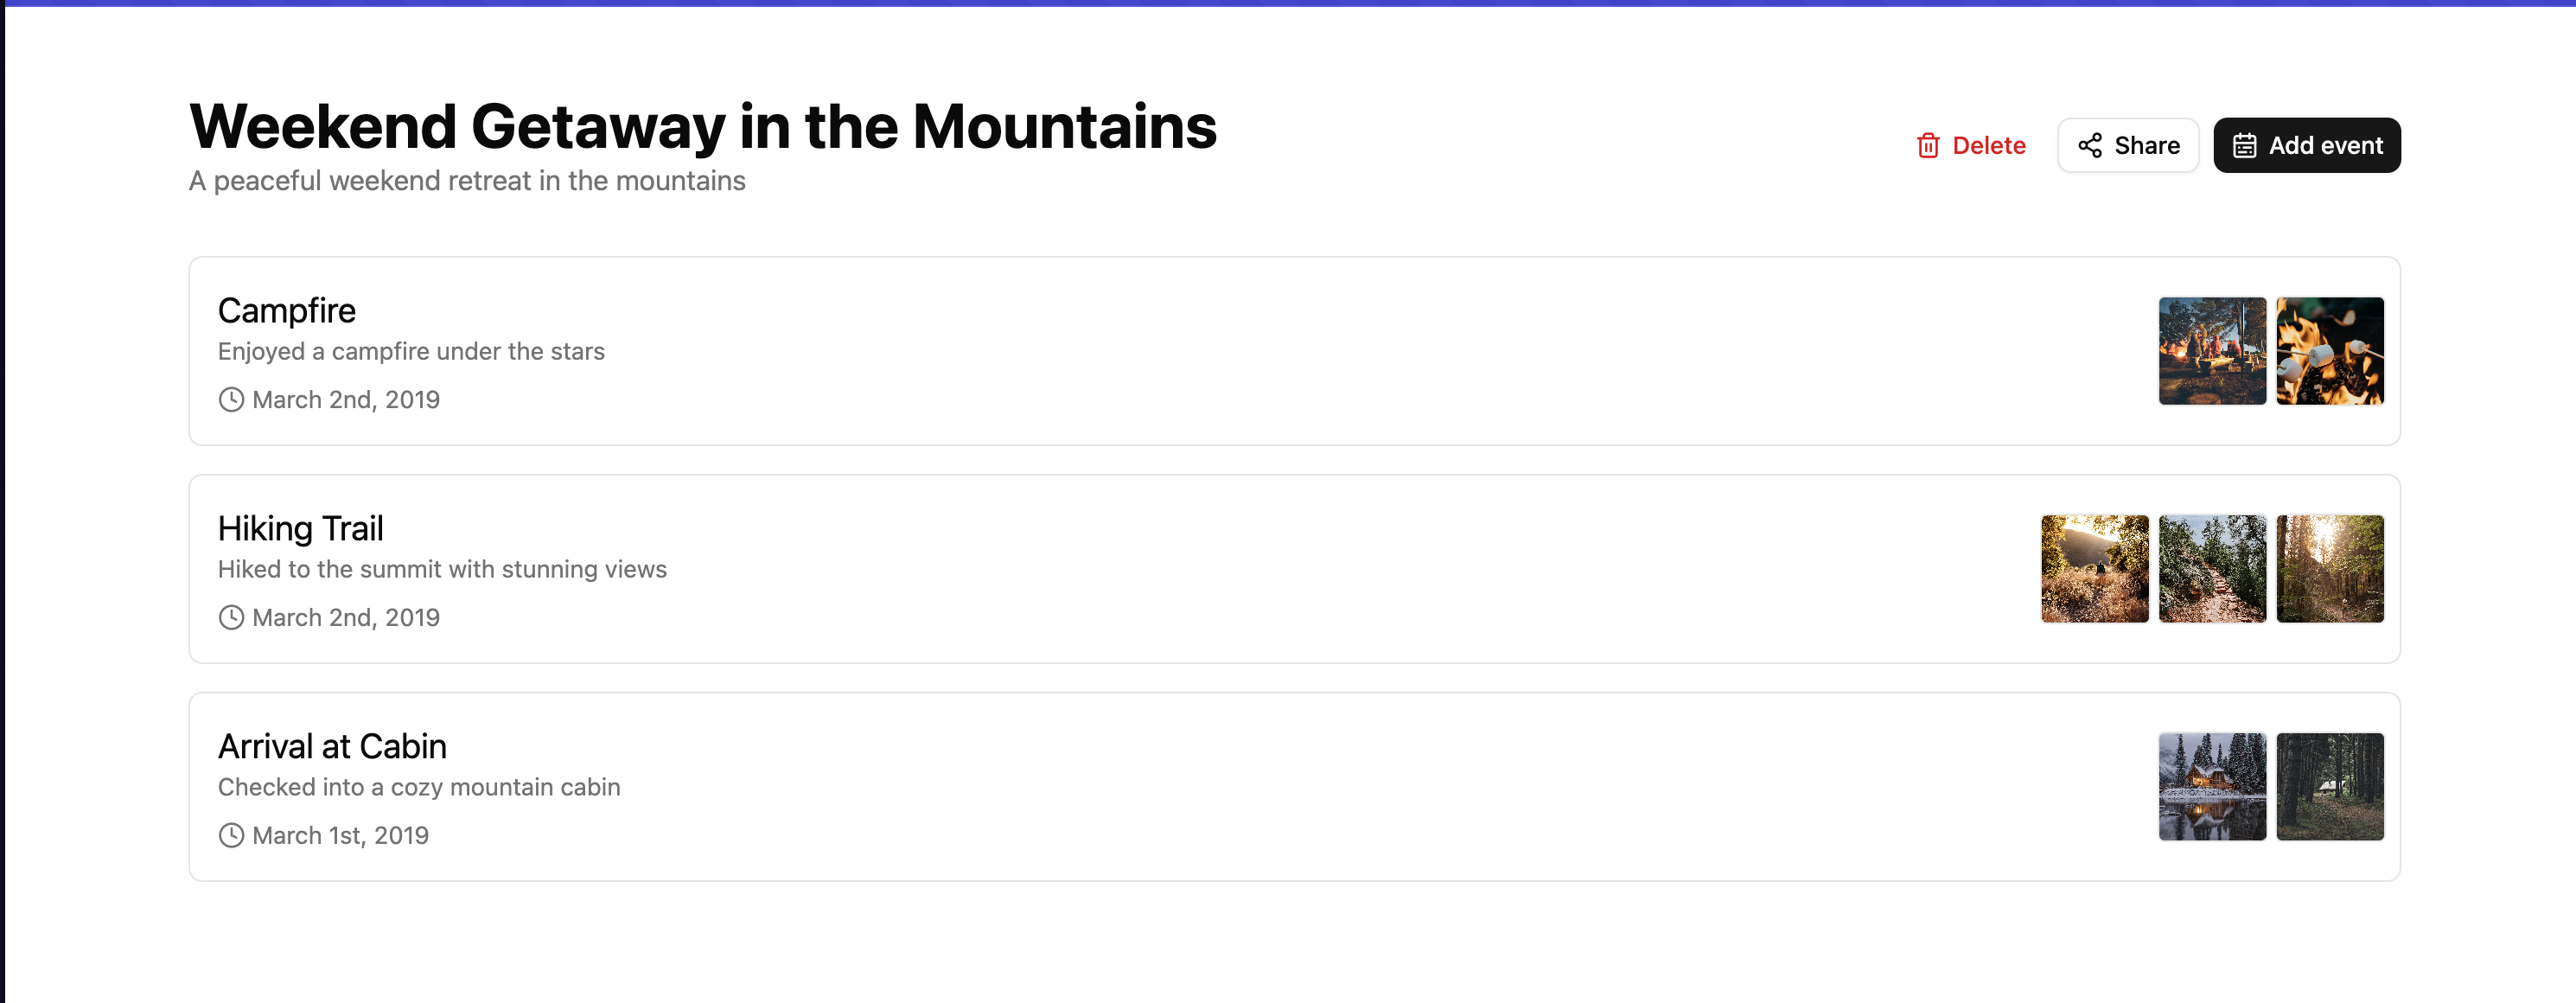 Weekend Getaway in the Mountains
A peaceful weekend retreat in the mountains
Delete
Share
Add event
Campfire
Enjoyed a campfire under the stars
March 2nd, 2019
Hiking Trail
Hiked to the summit with stunning views
March 2nd, 2019
Arrival at Cabin
Checked into a cozy mountain cabin
March 1st, 2019